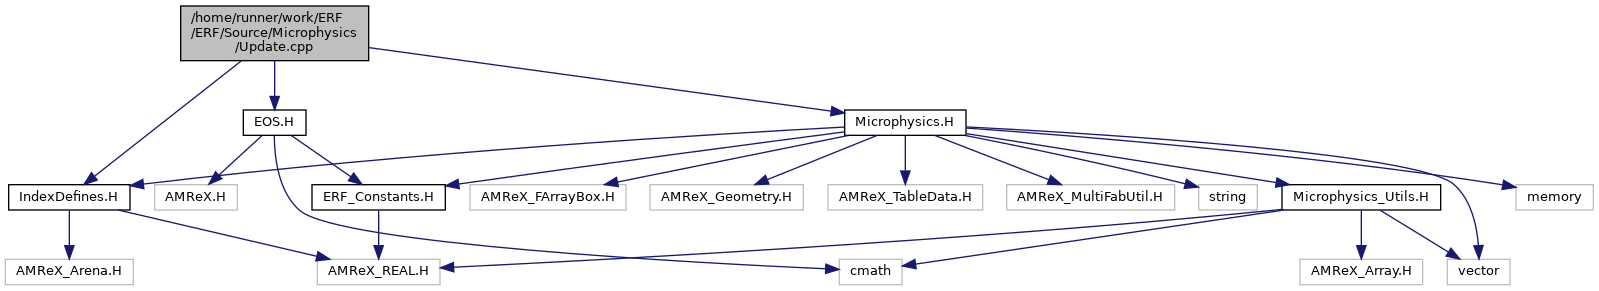 /home/runner/work/ERF
/ERF/Source/Microphysics
/Update.cpp
EOS.H
Microphysics.H
IndexDefines.H
AMReX.H
ERF_Constants.H
AMReX_FArrayBox.H
AMReX_Geometry.H
AMReX_TableData.H
AMReX_MultiFabUtil.H
string
Microphysics_Utils.H
memory
AMReX_Arena.H
AMReX_REAL.H
cmath
AMReX_Array.H
vector